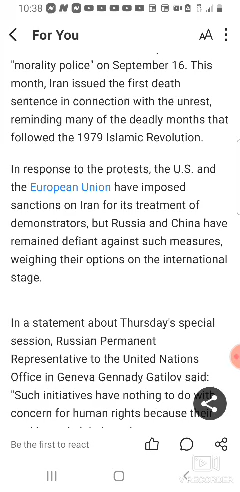 10:38
For You
AA
"morality police" on September 16. This
month, Iran issued the first death
sentence in connection with the unrest,
reminding many of the deadly months that
followed the 1979 Islamic Revolution.
In response to the protests, the U.S. and
the European Union have imposed
sanctions on Iran for its treatment of
demonstrators, but Russia and China have
remained defiant against such measures,
weighing their options on the international
stage.
In a statement about Thursday's special
session, Russian Permanent
Representative to the United Nations
Office in Geneva Gennady Gatilov said:
"Such initiatives have nothing to do with
concern for human rights because their
Be the first to react